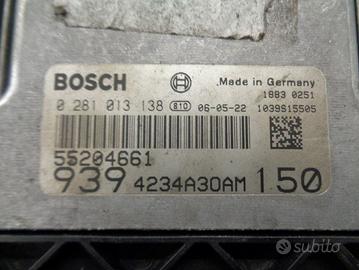 BOSCH
Made in Germany
1883 0251
0 281 013 138 810 06-05-22 1039S15505
55204661
939 4234A30AM 150
subito